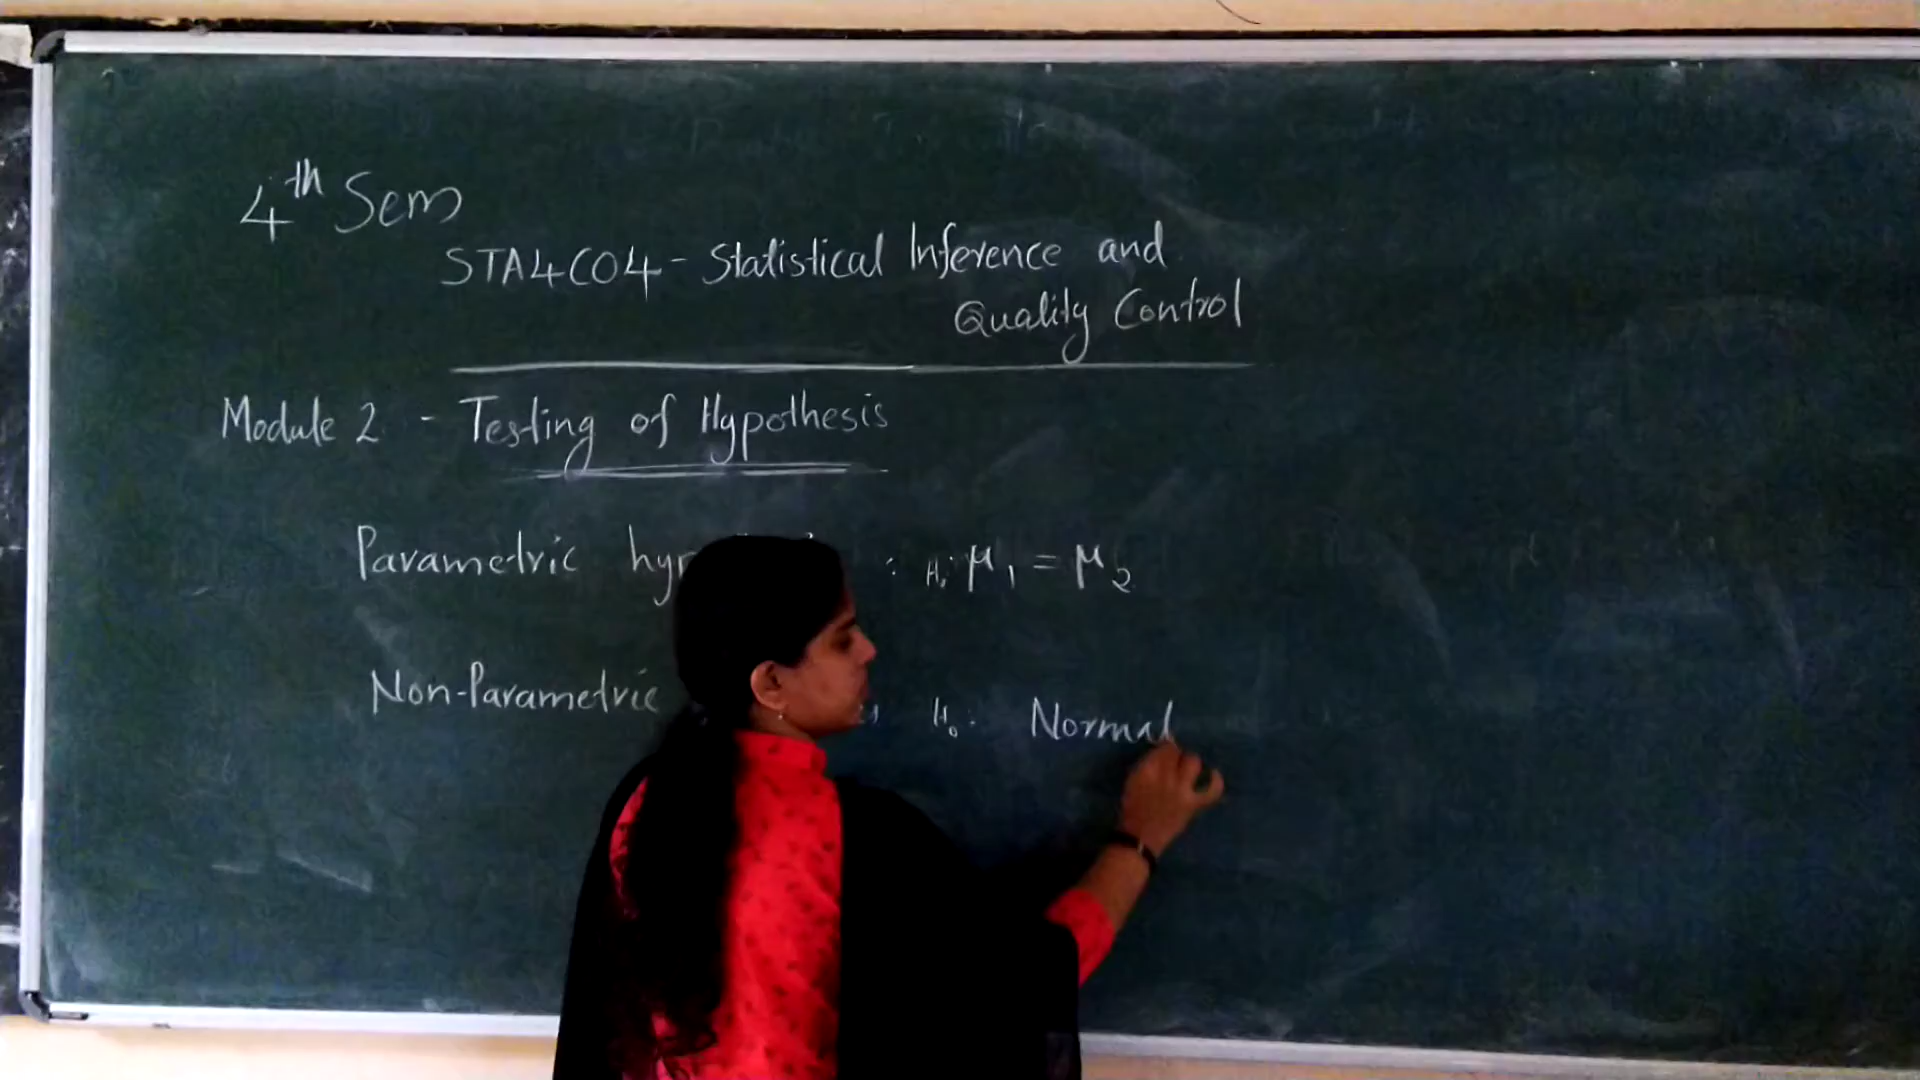 4th Sem
STA4C04 - Statistical Inference and
Quality Control
Module 2 - Testing of Hypothesis
Parametric : H₀: μ₁ = μ₂
Non-Parametric H₀: Normal